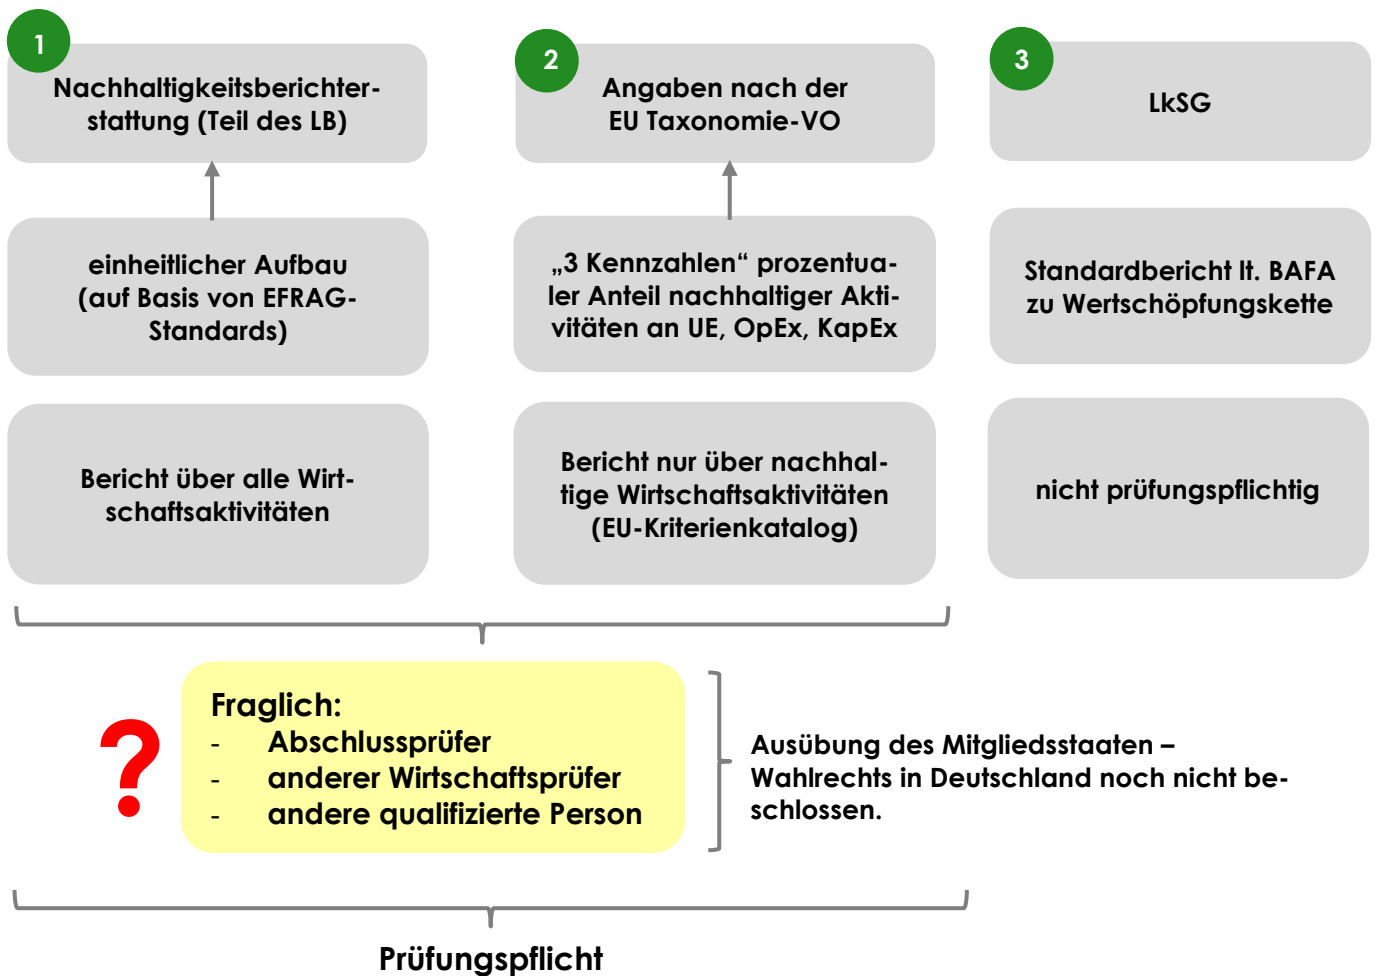 1
Nachhaltigkeitsberichter-
stattung (Teil des LB)
2
Angaben nach der
EU Taxonomie-VO
3
LkSG
einheitlicher Aufbau
(auf Basis von EFRAG-
Standards)
„3 Kennzahlen“ prozentua-
ler Anteil nachhaltiger Akti-
vitäten an UE, OpEx, KapEx
Standardbericht lt. BAFA
zu Wertschöpfungskette
Bericht über alle Wirt-
schaftsaktivitäten
Bericht nur über nachhal-
tige Wirtschaftsaktivitäten
(EU-Kriterienkatalog)
nicht prüfungspflichtig
?
Fraglich:
- Abschlussprüfer
- anderer Wirtschaftsprüfer
- andere qualifizierte Person
Ausübung des Mitgliedsstaaten –
Wahlrechts in Deutschland noch nicht be-
schlossen.
Prüfungspflicht